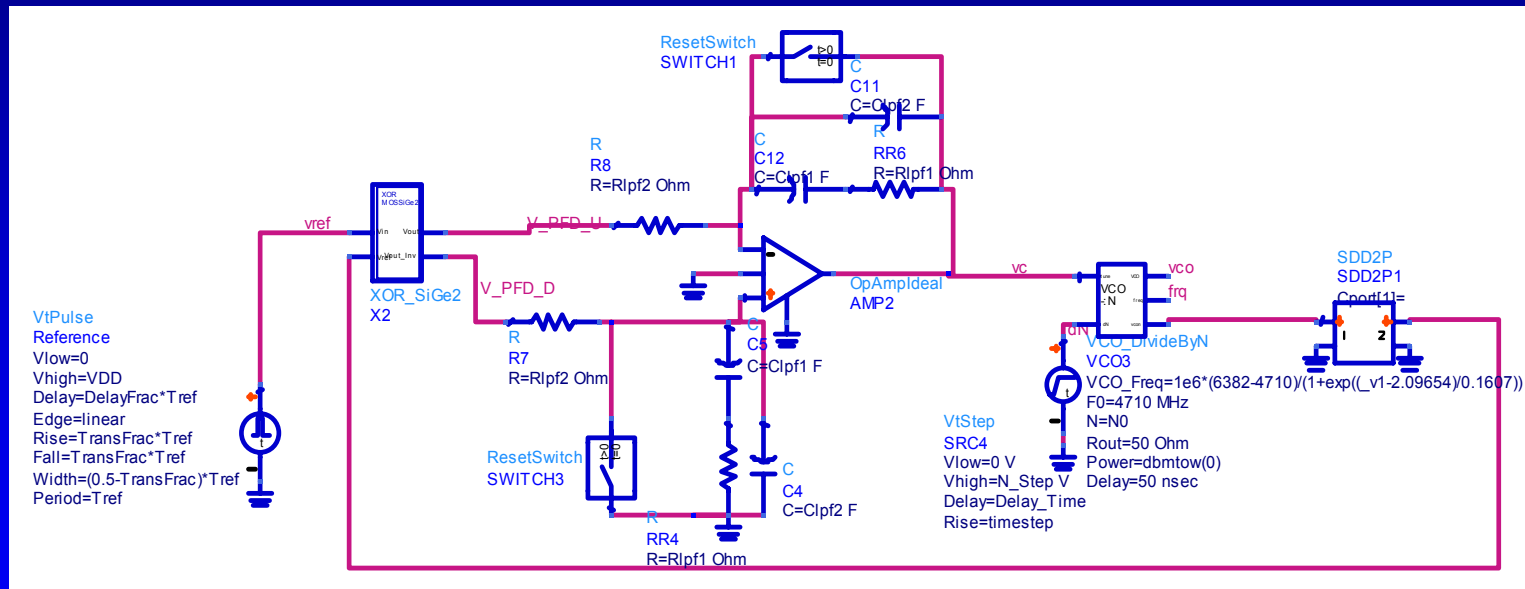 ResetSwitch
SWITCH1
C
C11
C=Clpf2 F
R
RR6
R=Rlpf1 Ohm
C
C12
C=Clpf1 F
R
R8
R=Rlpf2 Ohm
vref
XOR
MOSSiGe2
Vin
Vout
Vref
Vout_Inv
XOR_SiGe2
X2
V_PFD_U
V_PFD_D
R
R7
R=Rlpf2 Ohm
OpAmpIdeal
AMP2
VtPulse
Reference
Vlow=0
Vhigh=VDD
Delay=DelayFrac*Tref
Edge=linear
Rise=TransFrac*Tref
Fall=TransFrac*Tref
Width=(0.5-TransFrac)*Tref
Period=Tref
t
ResetSwitch
SWITCH3
C
C5
C=Clpf1 F
C
C4
C=Clpf2 F
R
RR4
R=Rlpf1 Ohm
vc
VCO
÷N
dN
vco
frq
VCO_DivideByN
VCO3
VCO_Freq=1e6*(6382-4710)/(1+exp((_v1-2.09654)/0.1607))
F0=4710 MHz
N=N0
Rout=50 Ohm
Power=dbmtow(0)
Delay=50 nsec
t
VtStep
SRC4
Vlow=0 V
Vhigh=N_Step V
Delay=Delay_Time
Rise=timestep
SDD2P
SDD2P1
Cport[1]=
1
2